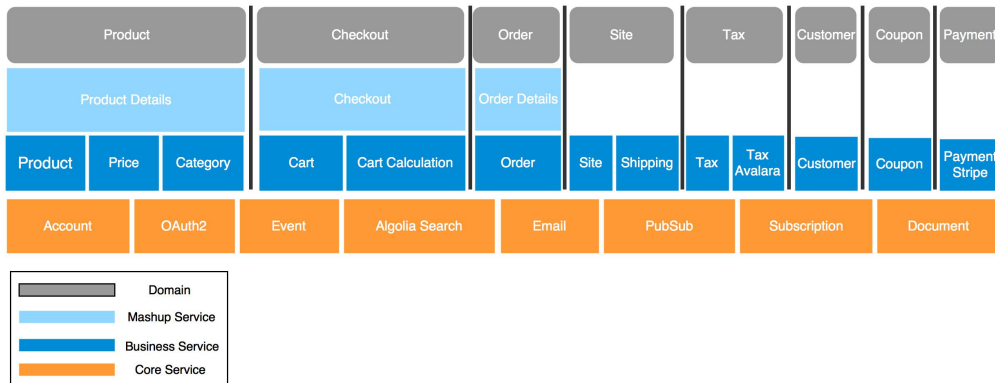 Product
Checkout
Order
Site
Tax
Customer
Coupon
Payment
Product Details
Checkout
Order Details
Product
Price
Category
Cart
Cart Calculation
Order
Site
Shipping
Tax
Tax
Avalara
Customer
Coupon
Payment
Stripe
Account
OAuth2
Event
Algolia Search
Email
PubSub
Subscription
Document
Domain
Mashup Service
Business Service
Core Service